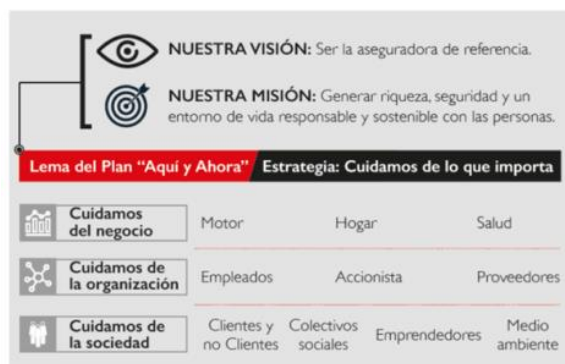 NUESTRA VISIÓN: Ser la aseguradora de referencia.
NUESTRA MISIÓN: Generar riqueza, seguridad y un
entorno de vida responsable y sostenible con las personas.
Lema del Plan “Aquí y Ahora” Estrategia: Cuidamos de lo que importa
Cuidamos
del negocio
Motor Hogar Salud
Cuidamos de
la organización
Empleados Accionista Proveedores
Cuidamos de
la sociedad
Clientes y
no Clientes
Colectivos
sociales
Emprendedores
Medio
ambiente